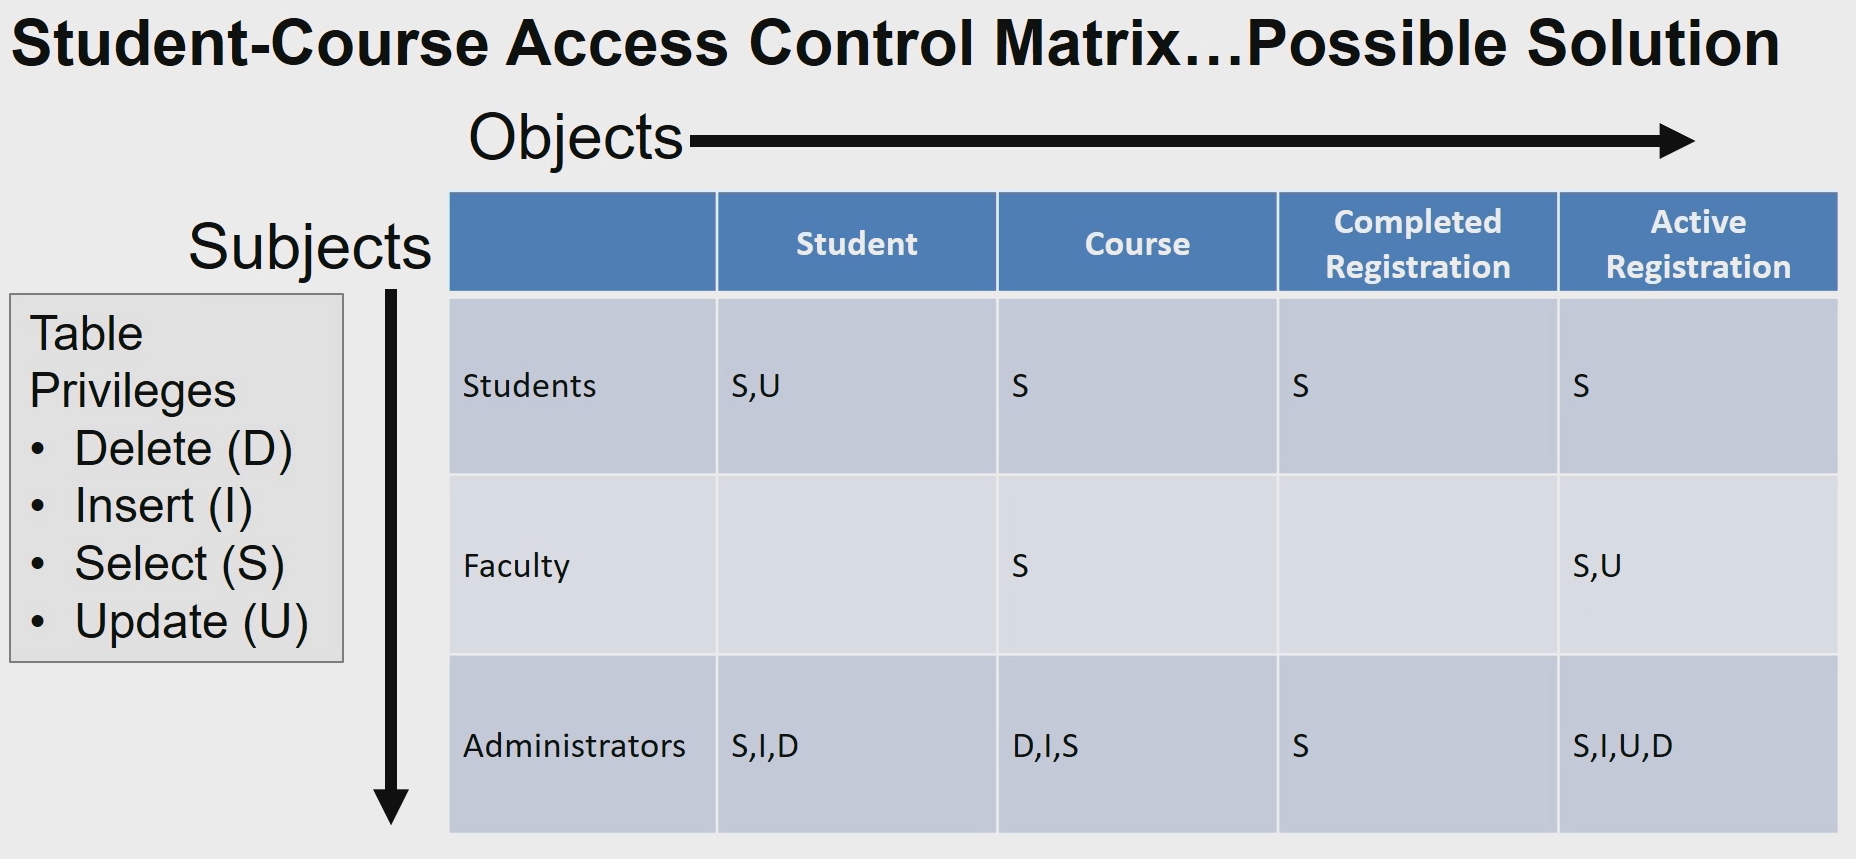 Student-Course Access Control Matrix…Possible Solution
Objects
Subjects
Table
Privileges
• Delete (D)
• Insert (I)
• Select (S)
• Update (U)
Student
Course
Completed
Registration
Active
Registration
Students
S,U
S
S
S
Faculty
S
S,U
Administrators
S,I,D
D,I,S
S
S,I,U,D